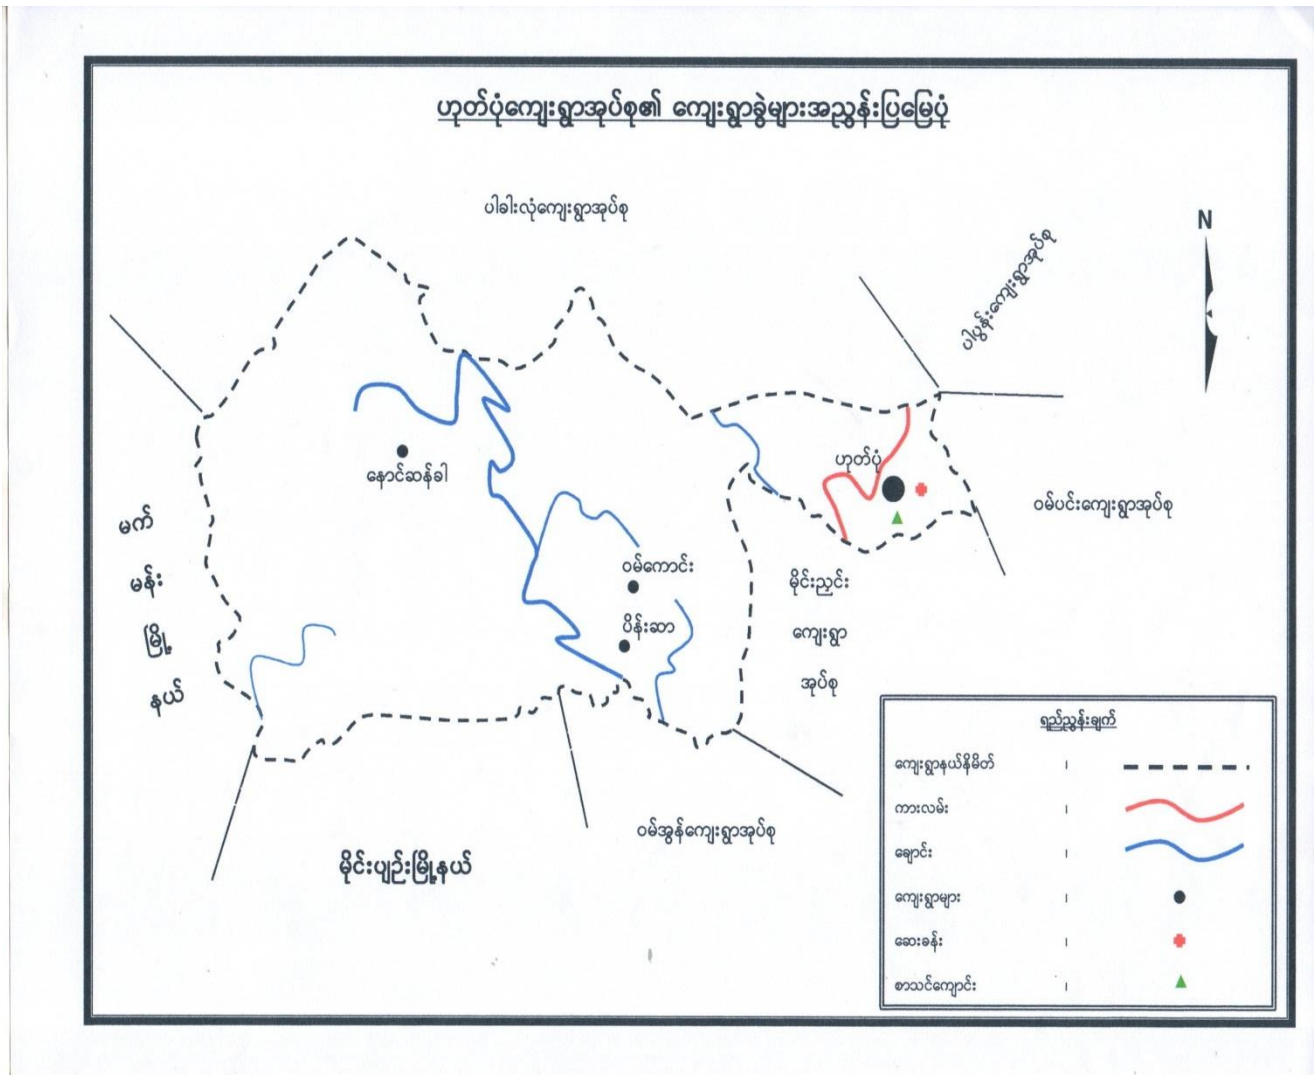 ဟုတ်ပုံကျေးရွာအုပ်စု၏ ကျေးရွာခွဲများအညွှန်းပြမြေပုံ
ပါခါးလုံကျေးရွာအုပ်စု
N
ပါပွန်းကျေးရွာအုပ်စု
ဟုတ်ပုံ
နောင်ဆန်ခါ
ဝမ်ပင်းကျေးရွာအုပ်စု
မက်
မန်း
မြို့
နယ်
ဝမ်ကောင်း
ပိန်းဆာ
မိုင်းညှင်း
ကျေးရွာ
အုပ်စု
ဝမ်အွန်ကျေးရွာအုပ်စု
မိုင်းပျဉ်းမြို့နယ်
ရည်ညွှန်းချက်
ကျေးရွာနယ်နိမိတ် ၊
ကားလမ်း ၊
ချောင်း ၊
ကျေးရွာများ ၊
ဆေးခန်း ၊
စာသင်ကျောင်း ၊